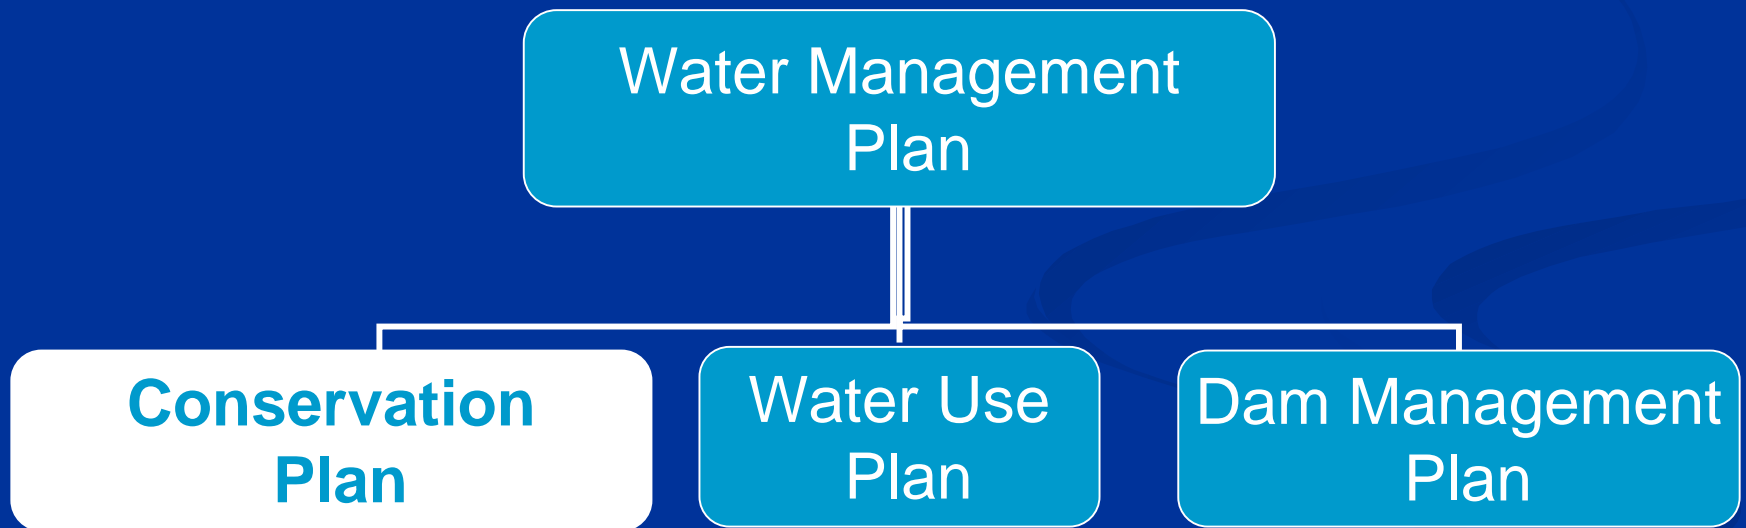 Water Management
Plan
Conservation
Plan
Water Use
Plan
Dam Management
Plan